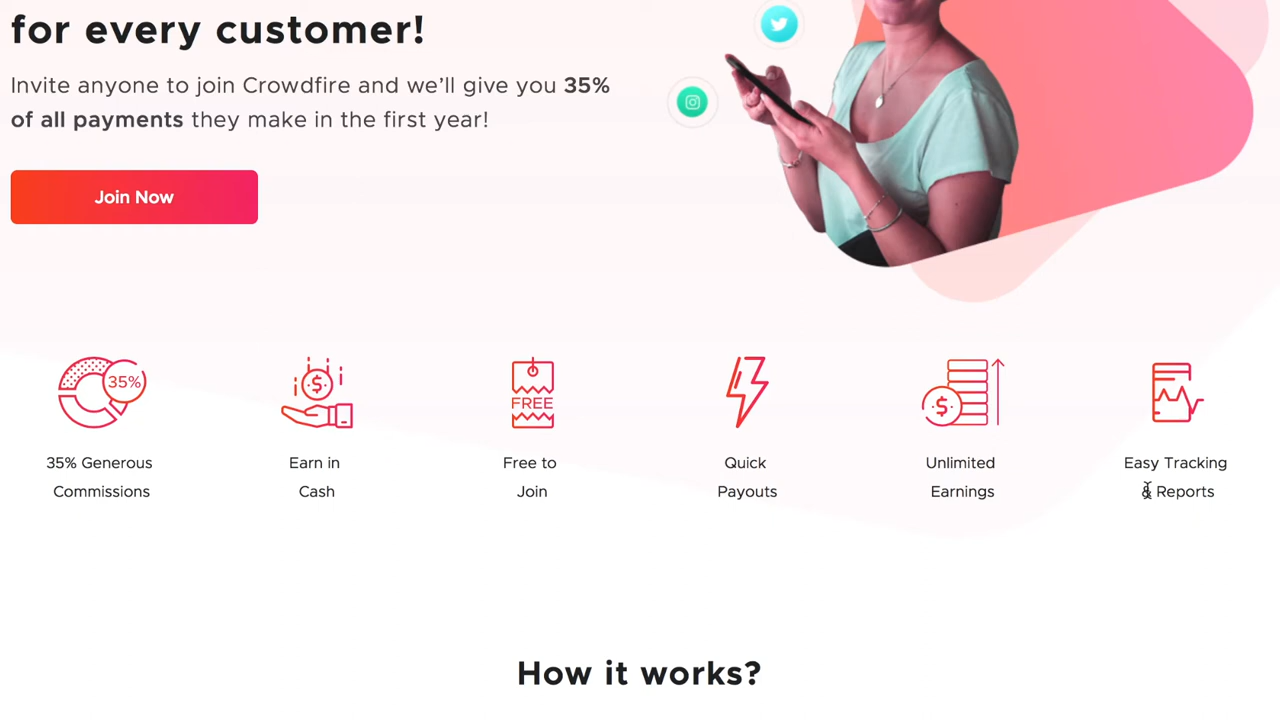 for every customer!
Invite anyone to join Crowdfire and we’ll give you 35%
of all payments they make in the first year!
Join Now
35%
FREE
35% Generous
Commissions
Earn in
Cash
Free to
Join
Quick
Payouts
Unlimited
Earnings
Easy Tracking
& Reports
How it works?